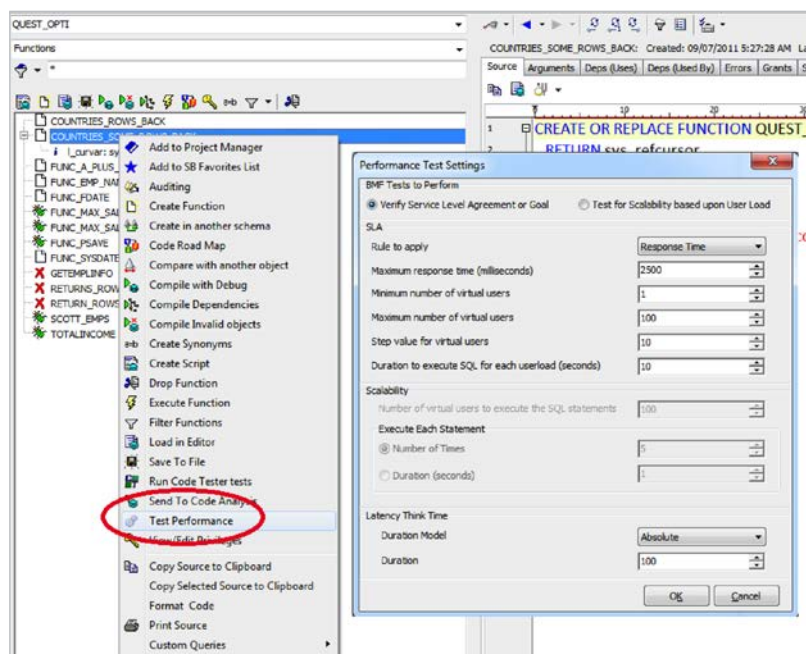 QUEST_OPTI
Functions
*
COUNTRIES_ROWS_BACK
COUNTRIES_SOME_ROWS_BACK
l_curvar: sy
FUNC_A_PLUS_
FUNC_EMP_NA
FUNC_FDATE
FUNC_MAX_SAL
FUNC_MAX_SAL
FUNC_PSAVE
FUNC_SYSDATE
GETEMPLINFO
RETURNS_ROW
RETURN_ROWS
SCOTT_EMPS
TOTALINCOME
Add to Project Manager
Add to SB Favorites List
Auditing
Create Function
Create in another schema
Code Road Map
Compare with another object
Compile with Debug
Compile Dependencies
Compile Invalid objects
Create Synonyms
Create Script
Drop Function
Execute Function
Filter Functions
Load in Editor
Save To File
Run Code Tester tests
Send To Code Analysis
Test Performance
View/Edit Privileges
Copy Source to Clipboard
Copy Selected Source to Clipboard
Format Code
Print Source
Custom Queries
COUNTRIES_SOME_ROWS_BACK: Created: 09/07/2011 5:27:28 AM La
Source Arguments Deps (Uses) Deps (Used By) Errors Grants S
10 20 30
1 CREATE OR REPLACE FUNCTION QUEST_
2 RETURN sys_refcursor
Performance Test Settings
BMF Tests to Perform
Verify Service Level Agreement or Goal Test for Scalability based upon User Load
SLA
Rule to apply Response Time
Maximum response time (milliseconds) 2500
Minimum number of virtual users 1
Maximum number of virtual users 100
Step value for virtual users 10
Duration to execute SQL for each userload (seconds) 10
Scalability
Number of virtual users to execute the SQL statements 100
Execute Each Statement
Number of Times 5
Duration (seconds) 1
Latency Think Time
Duration Model Absolute
Duration 100
OK Cancel